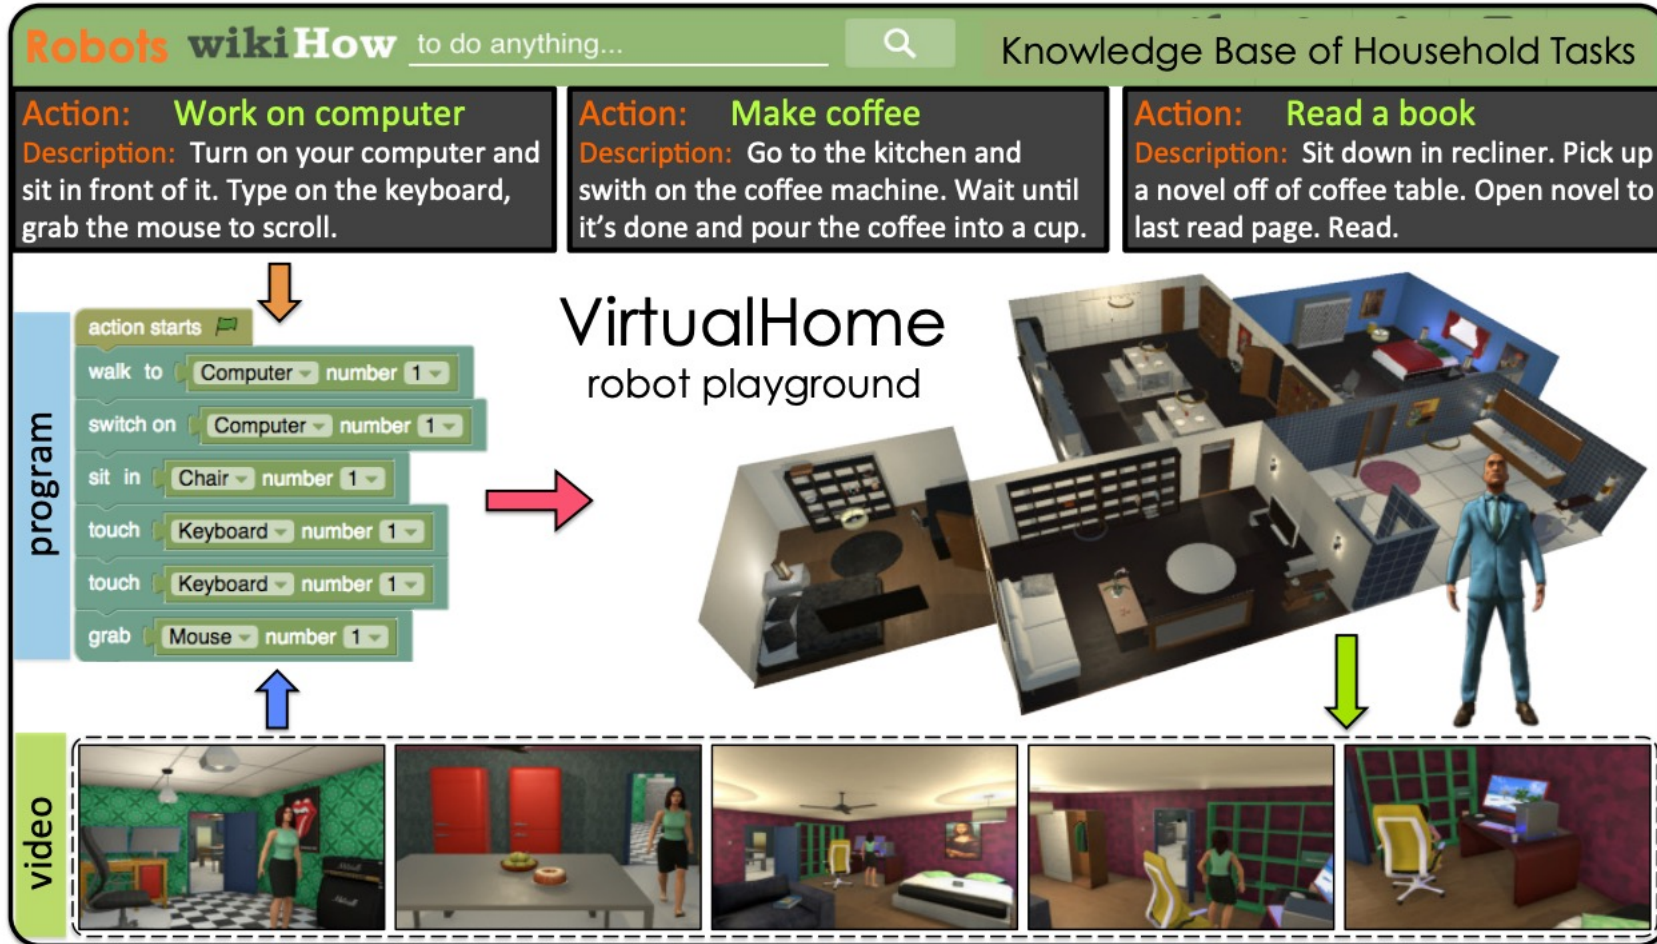 Robots wikiHow to do anything... Knowledge Base of Household Tasks
Action: Work on computer
Description: Turn on your computer and
sit in front of it. Type on the keyboard,
grab the mouse to scroll.
Action: Make coffee
Description: Go to the kitchen and
swith on the coffee machine. Wait until
it's done and pour the coffee into a cup.
Action: Read a book
Description: Sit down in recliner. Pick up
a novel off of coffee table. Open novel to
last read page. Read.
program
action starts
walk to Computer number 1
switch on Computer number 1
sit in Chair number 1
touch Keyboard number 1
touch Keyboard number 1
grab Mouse number 1
VirtualHome
robot playground
video